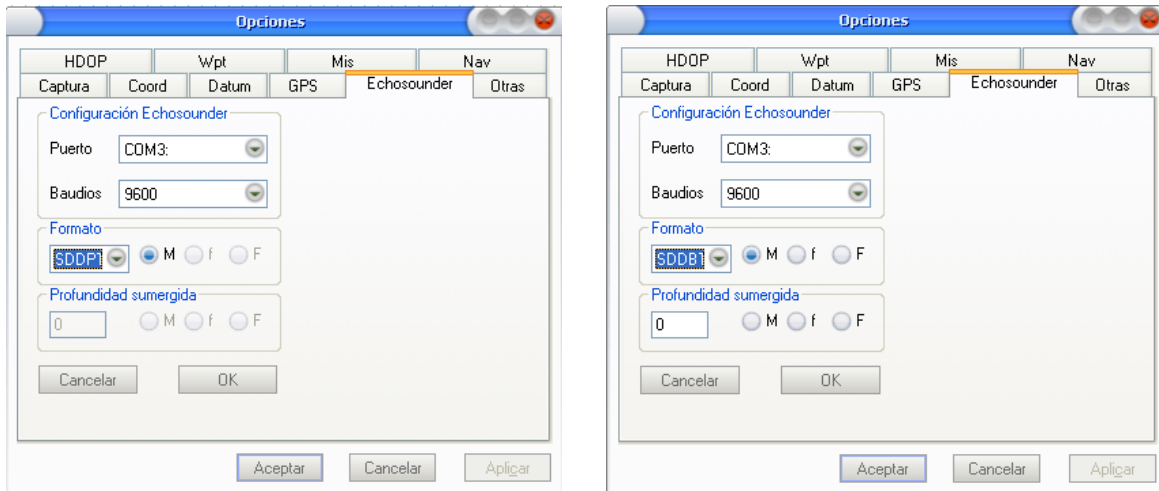 Opciones
HDOP Wpt Mis Nav
Captura Coord Datum GPS Echosounder Otras
Configuración Echosounder
Puerto COM3:
Baudios 9600
Formato
SDDPT M f F
Profundidad sumergida
0 M f F
Cancelar OK
Aceptar Cancelar Aplicar
Opciones
HDOP Wpt Mis Nav
Captura Coord Datum GPS Echosounder Otras
Configuración Echosounder
Puerto COM3:
Baudios 9600
Formato
SDDBT M f F
Profundidad sumergida
0 M f F
Cancelar OK
Aceptar Cancelar Aplicar